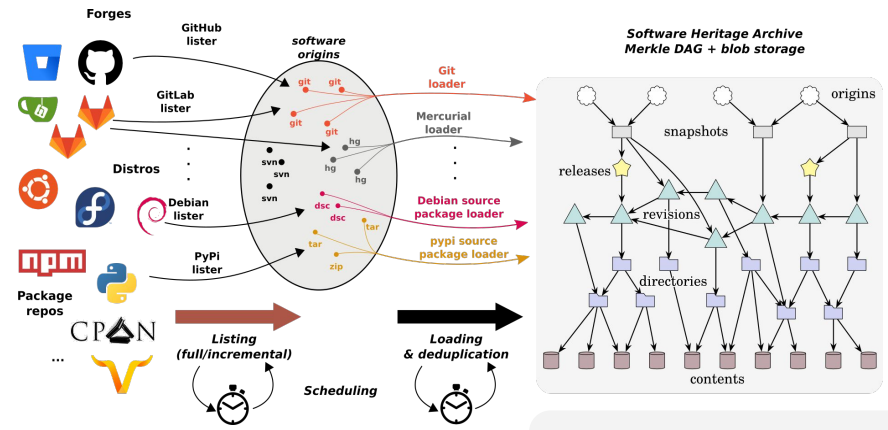 Forges
GitHub
lister
GitLab
lister
Distros
Debian
lister
npm
PyPi
lister
Package
repos
CPAN
...
software
origins
git
git
git
git
hg
hg
hg
svn
svn
svn
dsc
dsc
tar
tar
zip
Git
loader
Mercurial
loader
Debian source
package loader
pypi source
package loader
Listing
(full/incremental)
Loading
& deduplication
Scheduling
Software Heritage Archive
Merkle DAG + blob storage
origins
snapshots
releases
revisions
directories
contents